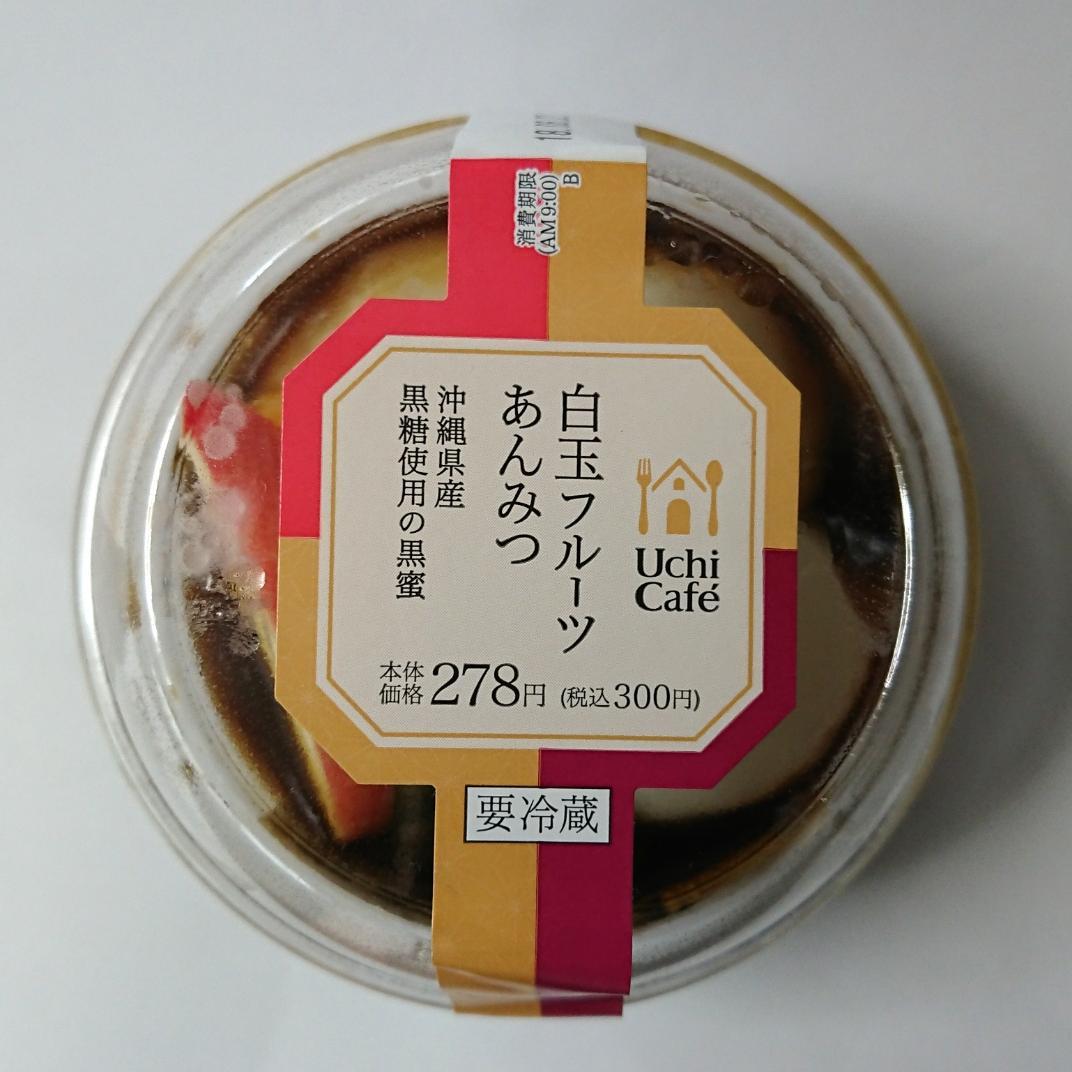 消費期限
(AM9:00)
B
Uchi
Café
白玉フルーツ
あんみつ
沖縄県産
黒糖使用の黒蜜
本体
価格
278円 (税込300円)
要冷蔵